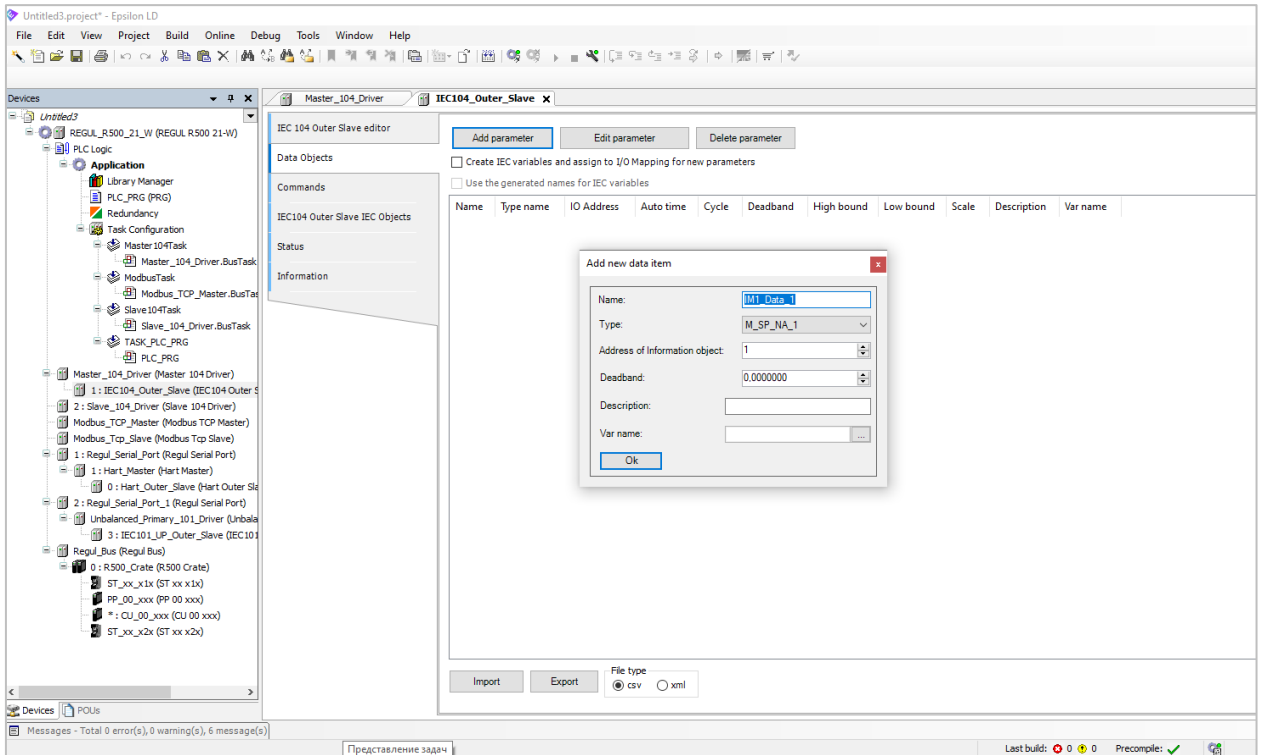 Untitled3.project* - Epsilon LD
File Edit View Project Build Online Debug Tools Window Help
Devices
Master_104_Driver
IEC104_Outer_Slave
Untitled3
REGUL_R500_21_W (REGUL R500 21-W)
PLC Logic
Application
Library Manager
PLC_PRG (PRG)
Redundancy
Task Configuration
Master104Task
Master_104_Driver.BusTask
ModbusTask
Modbus_TCP_Master.BusTas
Slave104Task
Slave_104_Driver.BusTask
TASK_PLC_PRG
PLC_PRG
Master_104_Driver (Master 104 Driver)
1 : IEC104_Outer_Slave (IEC104 Outer S
2 : Slave_104_Driver (Slave 104 Driver)
Modbus_TCP_Master (Modbus TCP Master)
Modbus_Tcp_Slave (Modbus Tcp Slave)
1 : Regul_Serial_Port (Regul Serial Port)
1 : Hart_Master (Hart Master)
0 : Hart_Outer_Slave (Hart Outer Sla
2 : Regul_Serial_Port_1 (Regul Serial Port)
Unbalanced_Primary_101_Driver (Unbala
3 : IEC101_UP_Outer_Slave (IEC101
Regul_Bus (Regul Bus)
0 : R500_Crate (R500 Crate)
ST_xx_x1x (ST xx x1x)
PP_00_xxx (PP 00 xxx)
* : CU_00_xxx (CU 00 xxx)
ST_xx_x2x (ST xx x2x)
Devices POUs
IEC 104 Outer Slave editor
Data Objects
Commands
IEC104 Outer Slave IEC Objects
Status
Information
Add parameter Edit parameter Delete parameter
Create IEC variables and assign to I/O Mapping for new parameters
Use the generated names for IEC variables
Name Type name IO Address Auto time Cycle Deadband High bound Low bound Scale Description Var name
Add new data item
x
Name: IM1_Data_1
Type: M_SP_NA_1
Address of Information object: 1
Deadband: 0,0000000
Description:
Var name: ...
Ok
Import Export
File type
csv xml
Messages - Total 0 error(s), 0 warning(s), 6 message(s)
Представление задач
Last build: 0 0 Precompile: